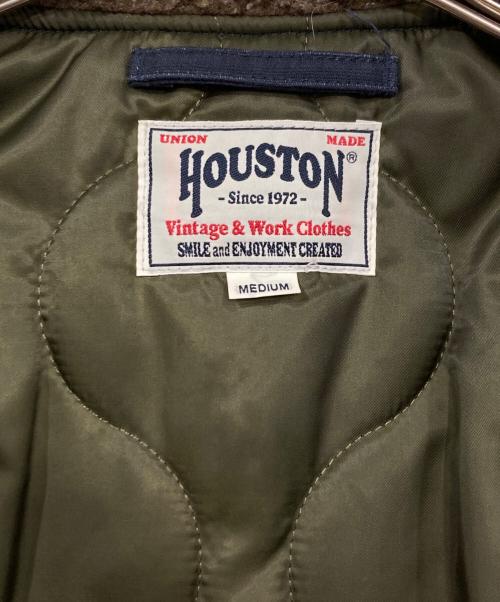 UNION MADE
HOUSTON®
- Since 1972 -
Vintage & Work Clothes
SMILE and ENJOYMENT CREATED
MEDIUM